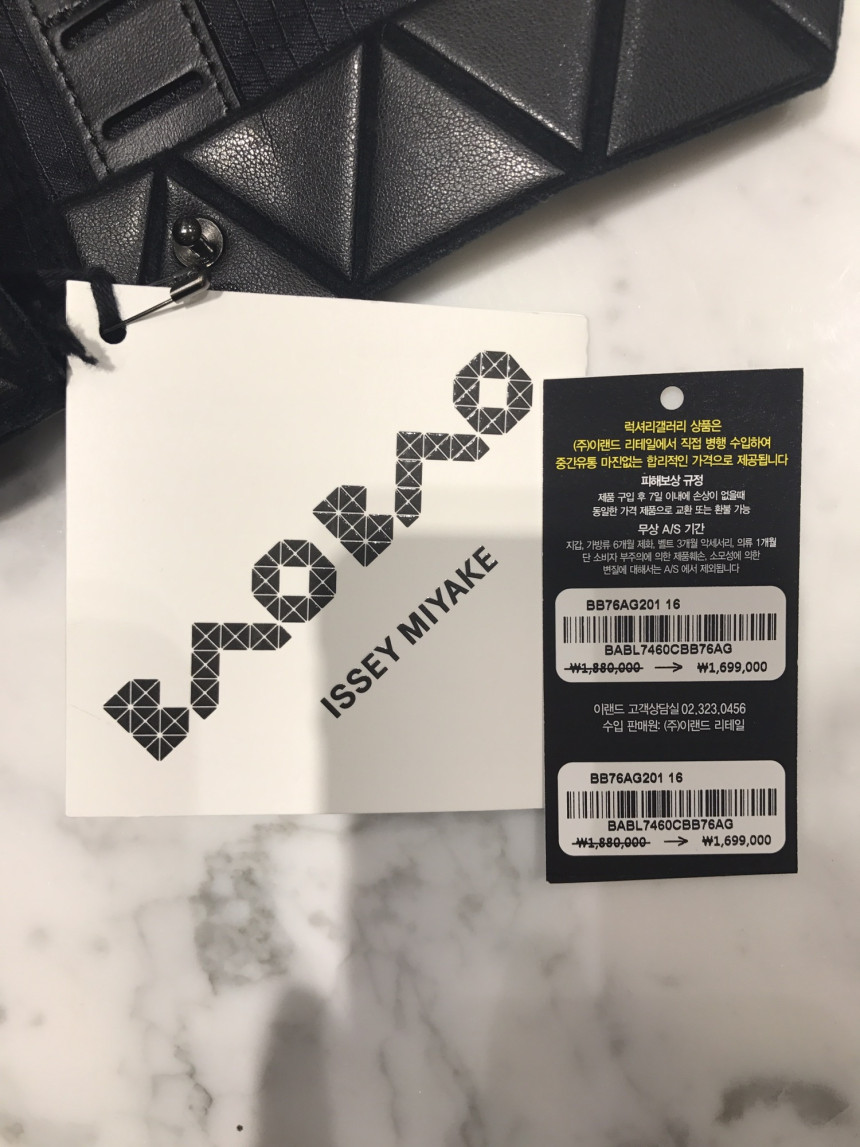 BAO BAO
ISSEY MIYAKE
럭셔리갤러리 상품은
(주)이랜드 리테일에서 직접 병행 수입하여
중간유통 마진없는 합리적인 가격으로 제공됩니다
피해보상 규정
제품 구입 후 7일 이내에 손상이 없을때
동일한 가격 제품으로 교환 또는 환불 가능
무상 A/S 기간
지갑, 가방류 6개월 제화, 벨트 3개월 악세서리, 의류 1개월
단 소비자 부주의에 의한 제품훼손, 소모성에 의한
변질에 대해서는 A/S 에서 제외됩니다
BB76AG201 16
BABL7460CBB76AG
₩1,880,000 → ₩1,699,000
이랜드 고객상담실 02.323.0456
수입 판매원: (주)이랜드 리테일
BB76AG201 16
BABL7460CBB76AG
₩1,880,000 → ₩1,699,000